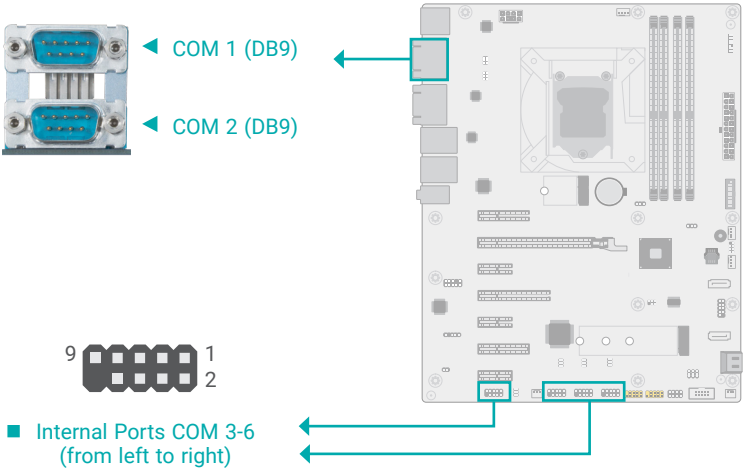 COM 1 (DB9)
COM 2 (DB9)
9
1
2
Internal Ports COM 3-6
(from left to right)